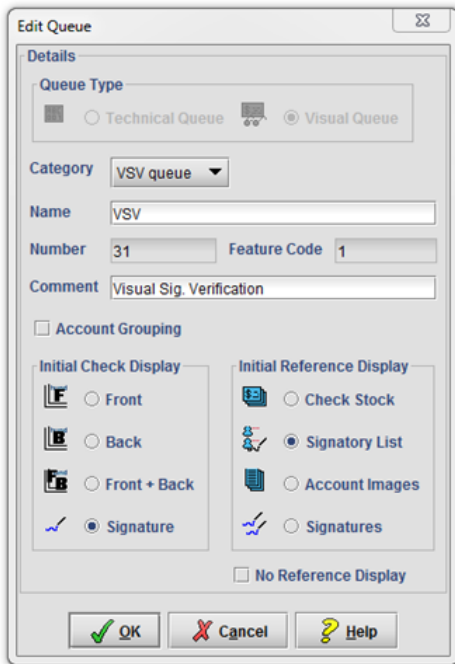 Edit Queue
Details
Queue Type
Technical Queue Visual Queue
Category VSV queue
Name VSV
Number 31 Feature Code 1
Comment Visual Sig. Verification
Account Grouping
Initial Check Display Initial Reference Display
F Front Check Stock
B Back Signatory List
FB Front + Back Account Images
Signature Signatures
No Reference Display
OK Cancel Help